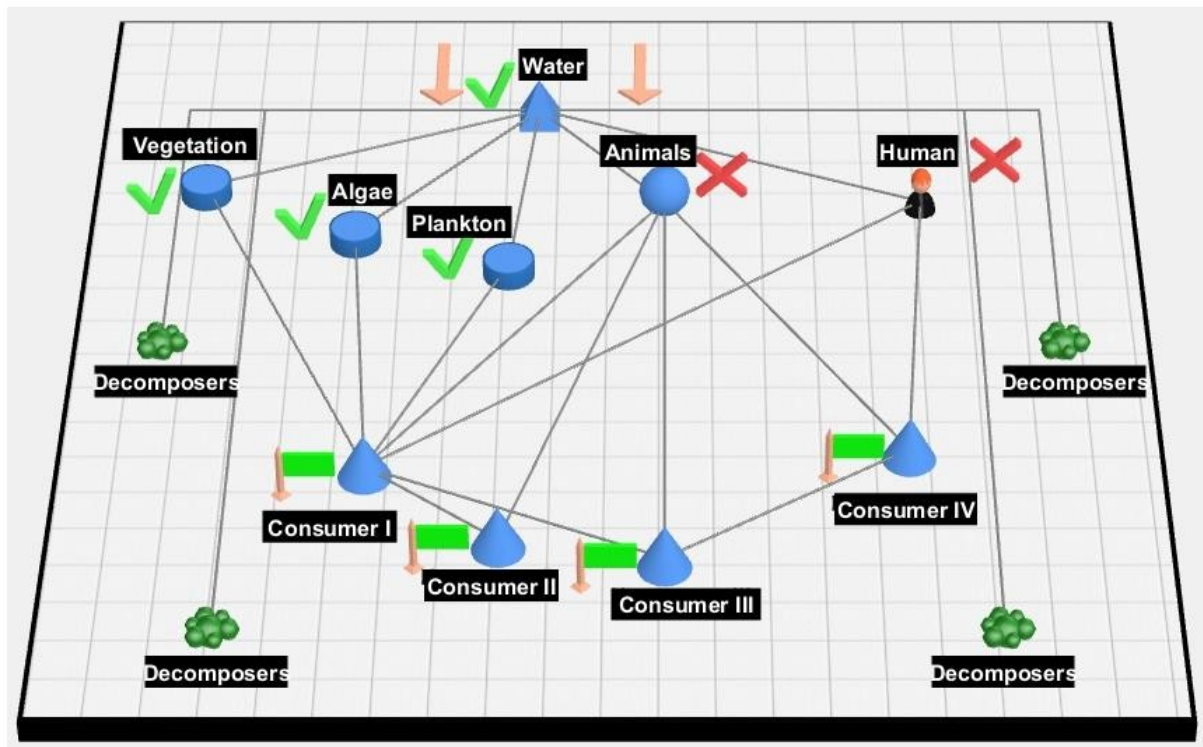 Water
Vegetation
Animals
Human
Algae
Plankton
Decomposers
Decomposers
Consumer I
Consumer IV
Consumer II
Consumer III
Decomposers
Decomposers